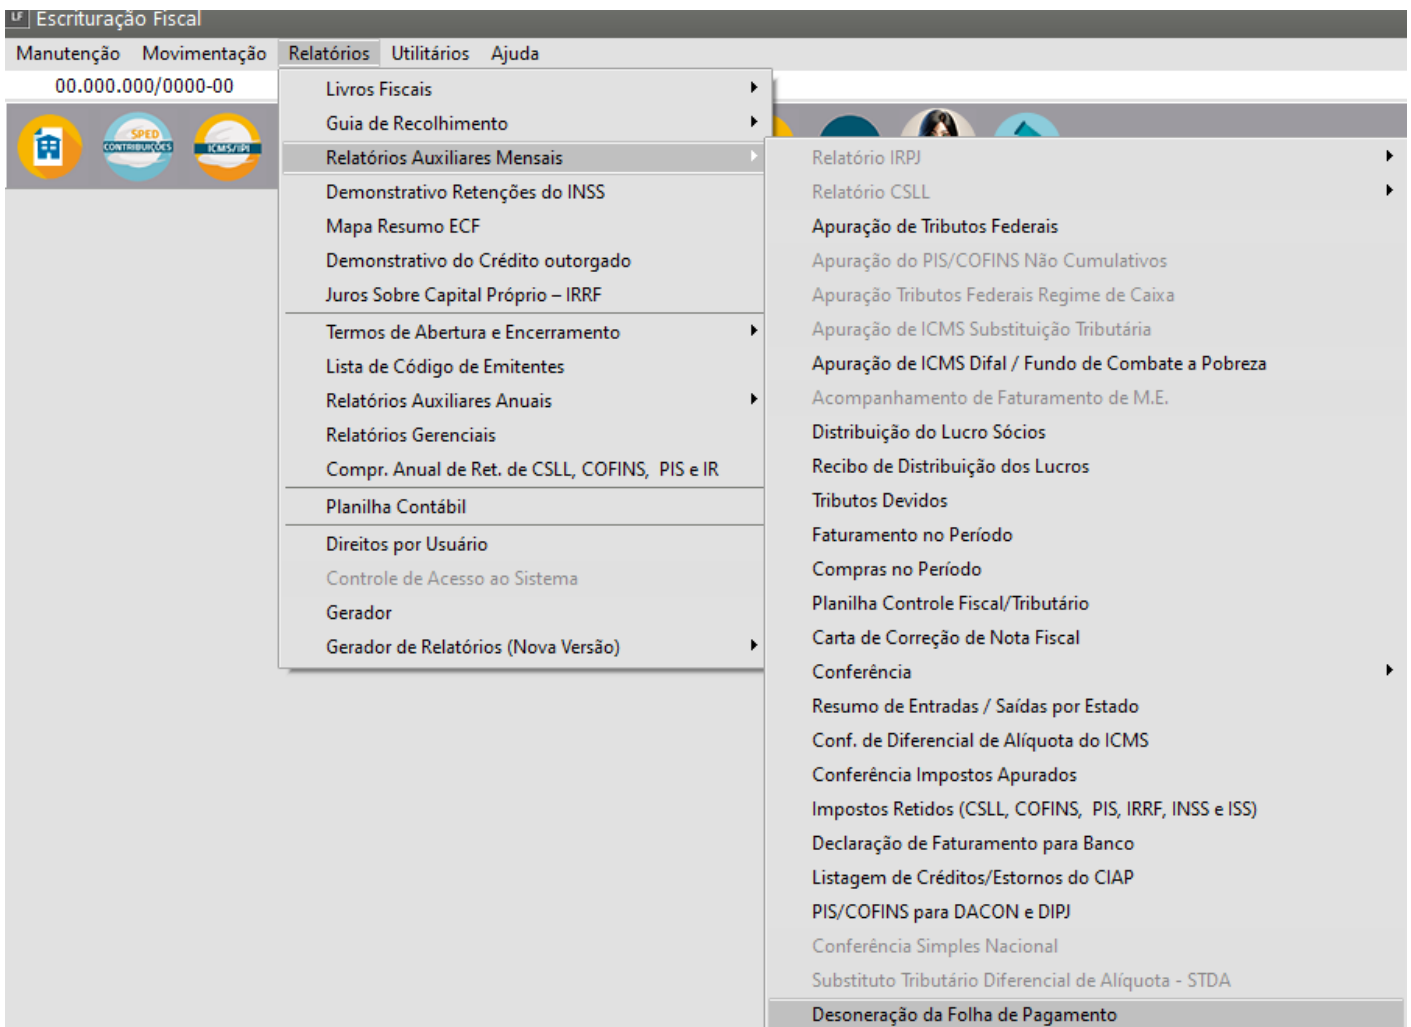 LF Escrituração Fiscal
Manutenção Movimentação Relatórios Utilitários Ajuda
00.000.000/0000-00
SPED
CONTRIBUIÇÕES
ICMS/IPI
Livros Fiscais
Guia de Recolhimento
Relatórios Auxiliares Mensais
Demonstrativo Retenções do INSS
Mapa Resumo ECF
Demonstrativo do Crédito outorgado
Juros Sobre Capital Próprio – IRRF
Termos de Abertura e Encerramento
Lista de Código de Emitentes
Relatórios Auxiliares Anuais
Relatórios Gerenciais
Compr. Anual de Ret. de CSLL, COFINS, PIS e IR
Planilha Contábil
Direitos por Usuário
Controle de Acesso ao Sistema
Gerador
Gerador de Relatórios (Nova Versão)
Relatório IRPJ
Relatório CSLL
Apuração de Tributos Federais
Apuração do PIS/COFINS Não Cumulativos
Apuração Tributos Federais Regime de Caixa
Apuração de ICMS Substituição Tributária
Apuração de ICMS Difal / Fundo de Combate a Pobreza
Acompanhamento de Faturamento de M.E.
Distribuição do Lucro Sócios
Recibo de Distribuição dos Lucros
Tributos Devidos
Faturamento no Período
Compras no Período
Planilha Controle Fiscal/Tributário
Carta de Correção de Nota Fiscal
Conferência
Resumo de Entradas / Saídas por Estado
Conf. de Diferencial de Alíquota do ICMS
Conferência Impostos Apurados
Impostos Retidos (CSLL, COFINS, PIS, IRRF, INSS e ISS)
Declaração de Faturamento para Banco
Listagem de Créditos/Estornos do CIAP
PIS/COFINS para DACON e DIPJ
Conferência Simples Nacional
Substituto Tributário Diferencial de Alíquota - STDA
Desoneração da Folha de Pagamento